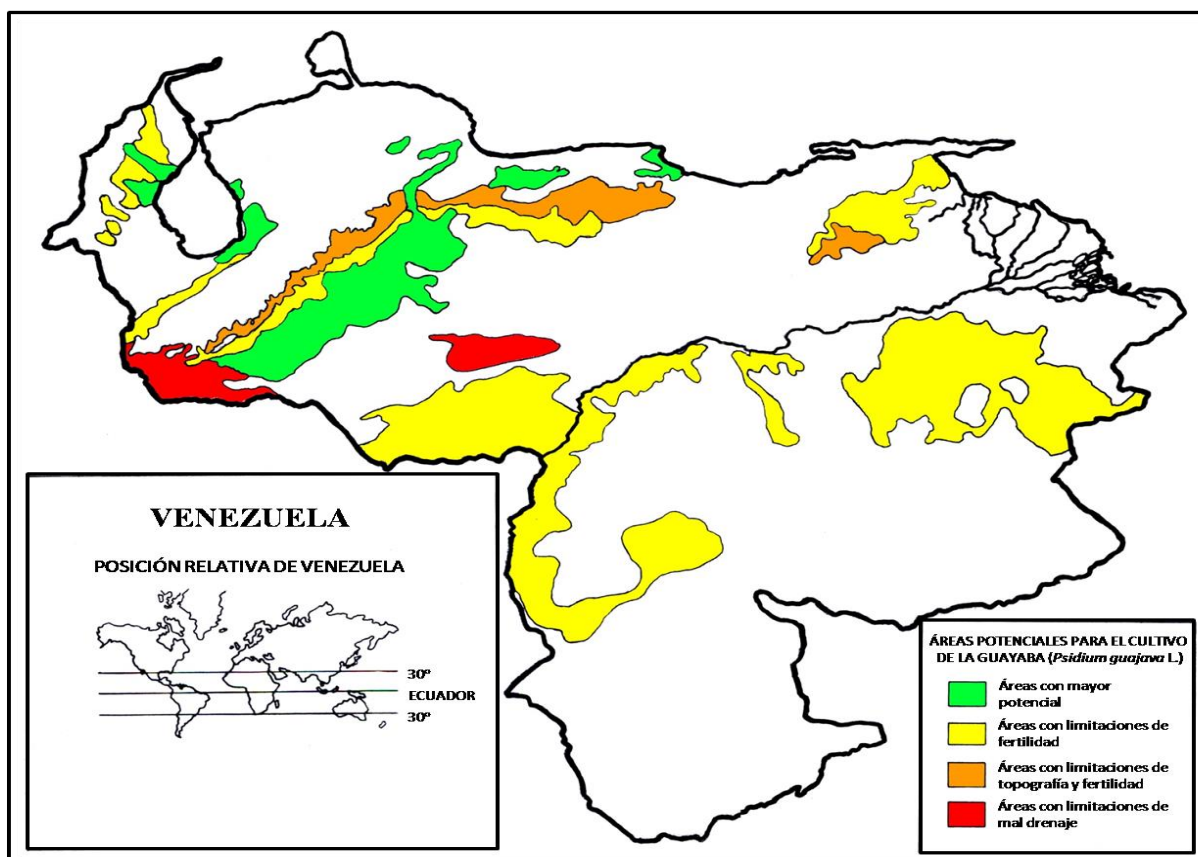 VENEZUELA
POSICIÓN RELATIVA DE VENEZUELA
30º
ECUADOR
30º
ÁREAS POTENCIALES PARA EL CULTIVO
DE LA GUAYABA (Psidium guajava L.)
Áreas con mayor
potencial
Áreas con limitaciones de
fertilidad
Áreas con limitaciones de
topografía y fertilidad
Áreas con limitaciones de
mal drenaje